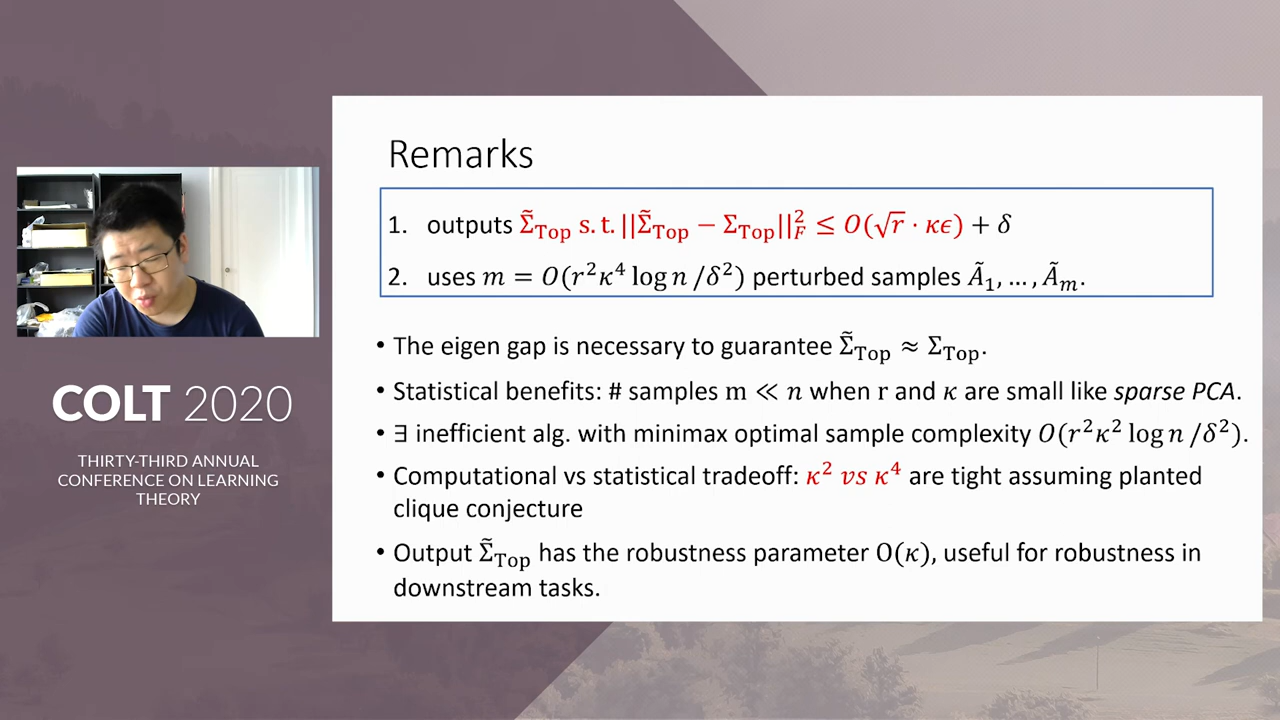 Remarks
1. outputs Σ̃_Top s. t. ||Σ̃_Top − Σ_Top||²_F ≤ O(√r · κϵ) + δ
2. uses m = O(r²κ⁴ log n /δ²) perturbed samples Ã₁, … , Ãₘ.
• The eigen gap is necessary to guarantee Σ̃_Top ≈ Σ_Top.
• Statistical benefits: # samples m ≪ n when r and κ are small like sparse PCA.
• ∃ inefficient alg. with minimax optimal sample complexity O(r²κ² log n /δ²).
• Computational vs statistical tradeoff: κ² vs κ⁴ are tight assuming planted
clique conjecture
• Output Σ̃_Top has the robustness parameter O(κ), useful for robustness in
downstream tasks.
COLT 2020
THIRTY-THIRD ANNUAL
CONFERENCE ON LEARNING
THEORY